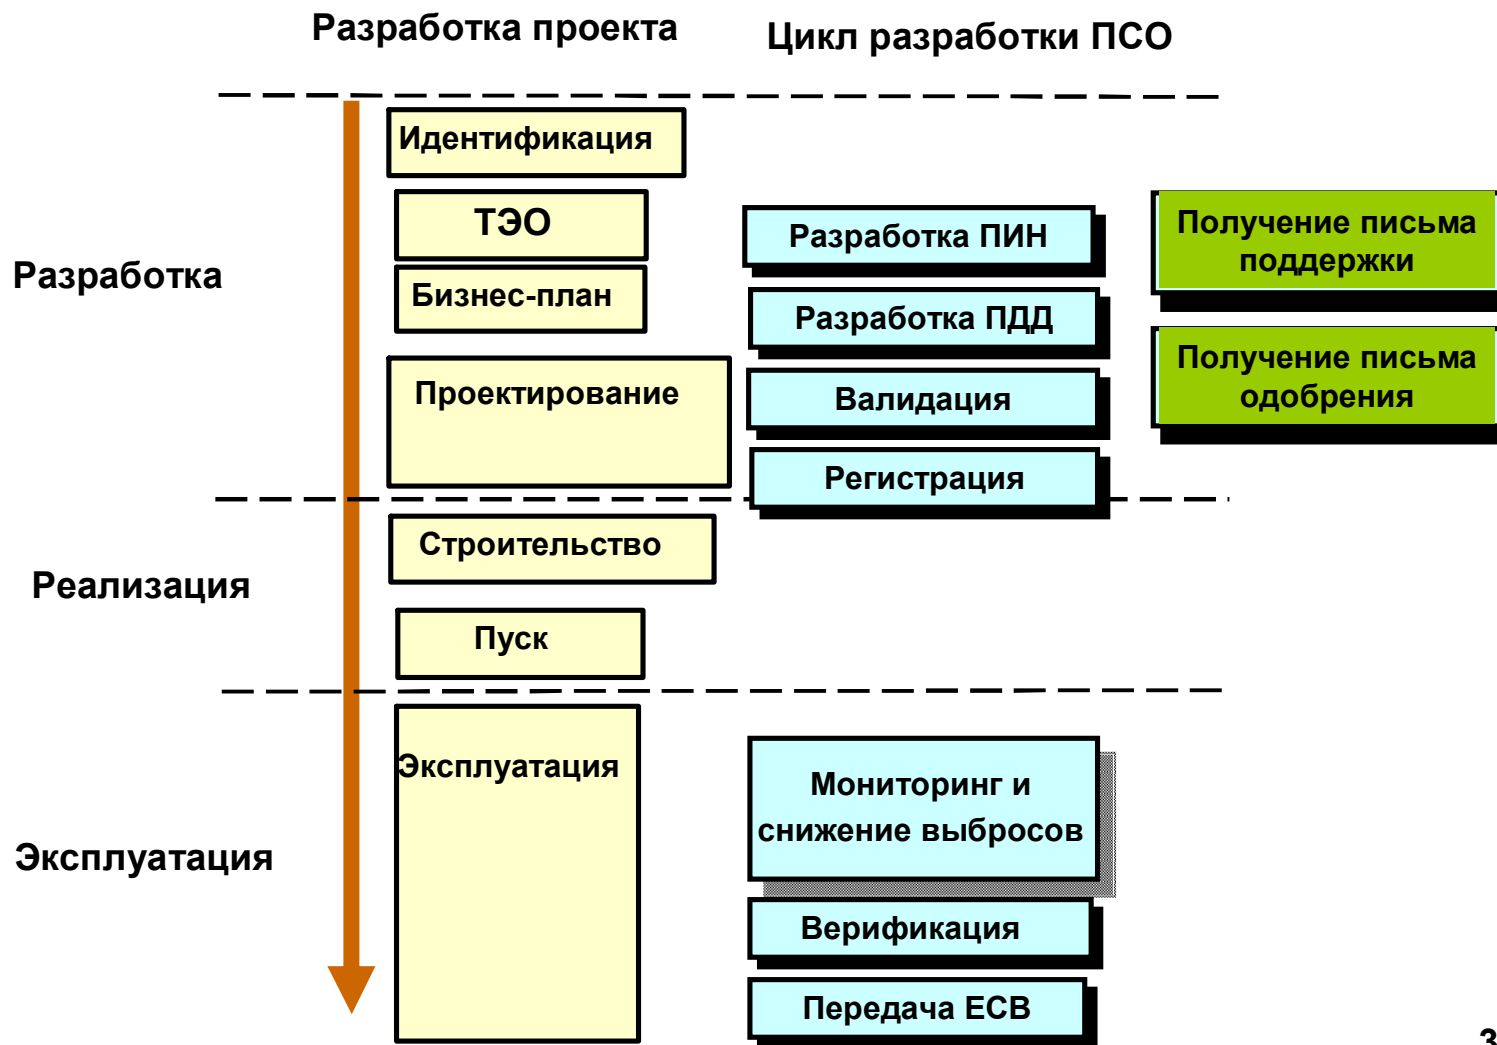 Разработка проекта
Цикл разработки ПСО
Идентификация
ТЭО
Разработка ПИН
Получение письма
поддержки
Разработка
Бизнес-план
Разработка ПДД
Получение письма
одобрения
Проектирование
Валидация
Регистрация
Строительство
Реализация
Пуск
Эксплуатация
Мониторинг и
снижение выбросов
Эксплуатация
Верификация
Передача ЕСВ
3